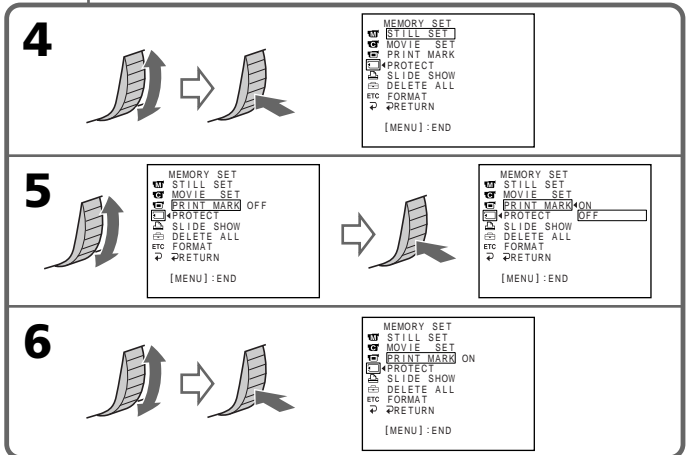 4
MEMORY SET
STILL SET
MOVIE SET
PRINT MARK
PROTECT
SLIDE SHOW
DELETE ALL
ETC FORMAT
RETURN
[MENU] : END
5
MEMORY SET
STILL SET
MOVIE SET
PRINT MARK OFF
PROTECT
SLIDE SHOW
DELETE ALL
ETC FORMAT
RETURN
[MENU] : END
MEMORY SET
STILL SET
MOVIE SET
PRINT MARK ON
PROTECT OFF
SLIDE SHOW
DELETE ALL
ETC FORMAT
RETURN
[MENU] : END
6
MEMORY SET
STILL SET
MOVIE SET
PRINT MARK ON
PROTECT
SLIDE SHOW
DELETE ALL
ETC FORMAT
RETURN
[MENU] : END